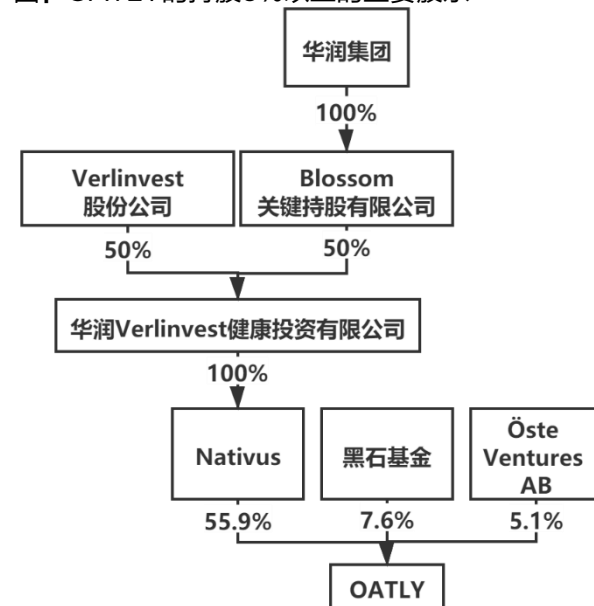 华润集团
100%
Verlinvest
股份公司
Blossom
关键持股有限公司
50%
50%
华润Verlinvest健康投资有限公司
100%
Nativus
黑石基金
Öste
Ventures
AB
55.9%
7.6%
5.1%
OATLY